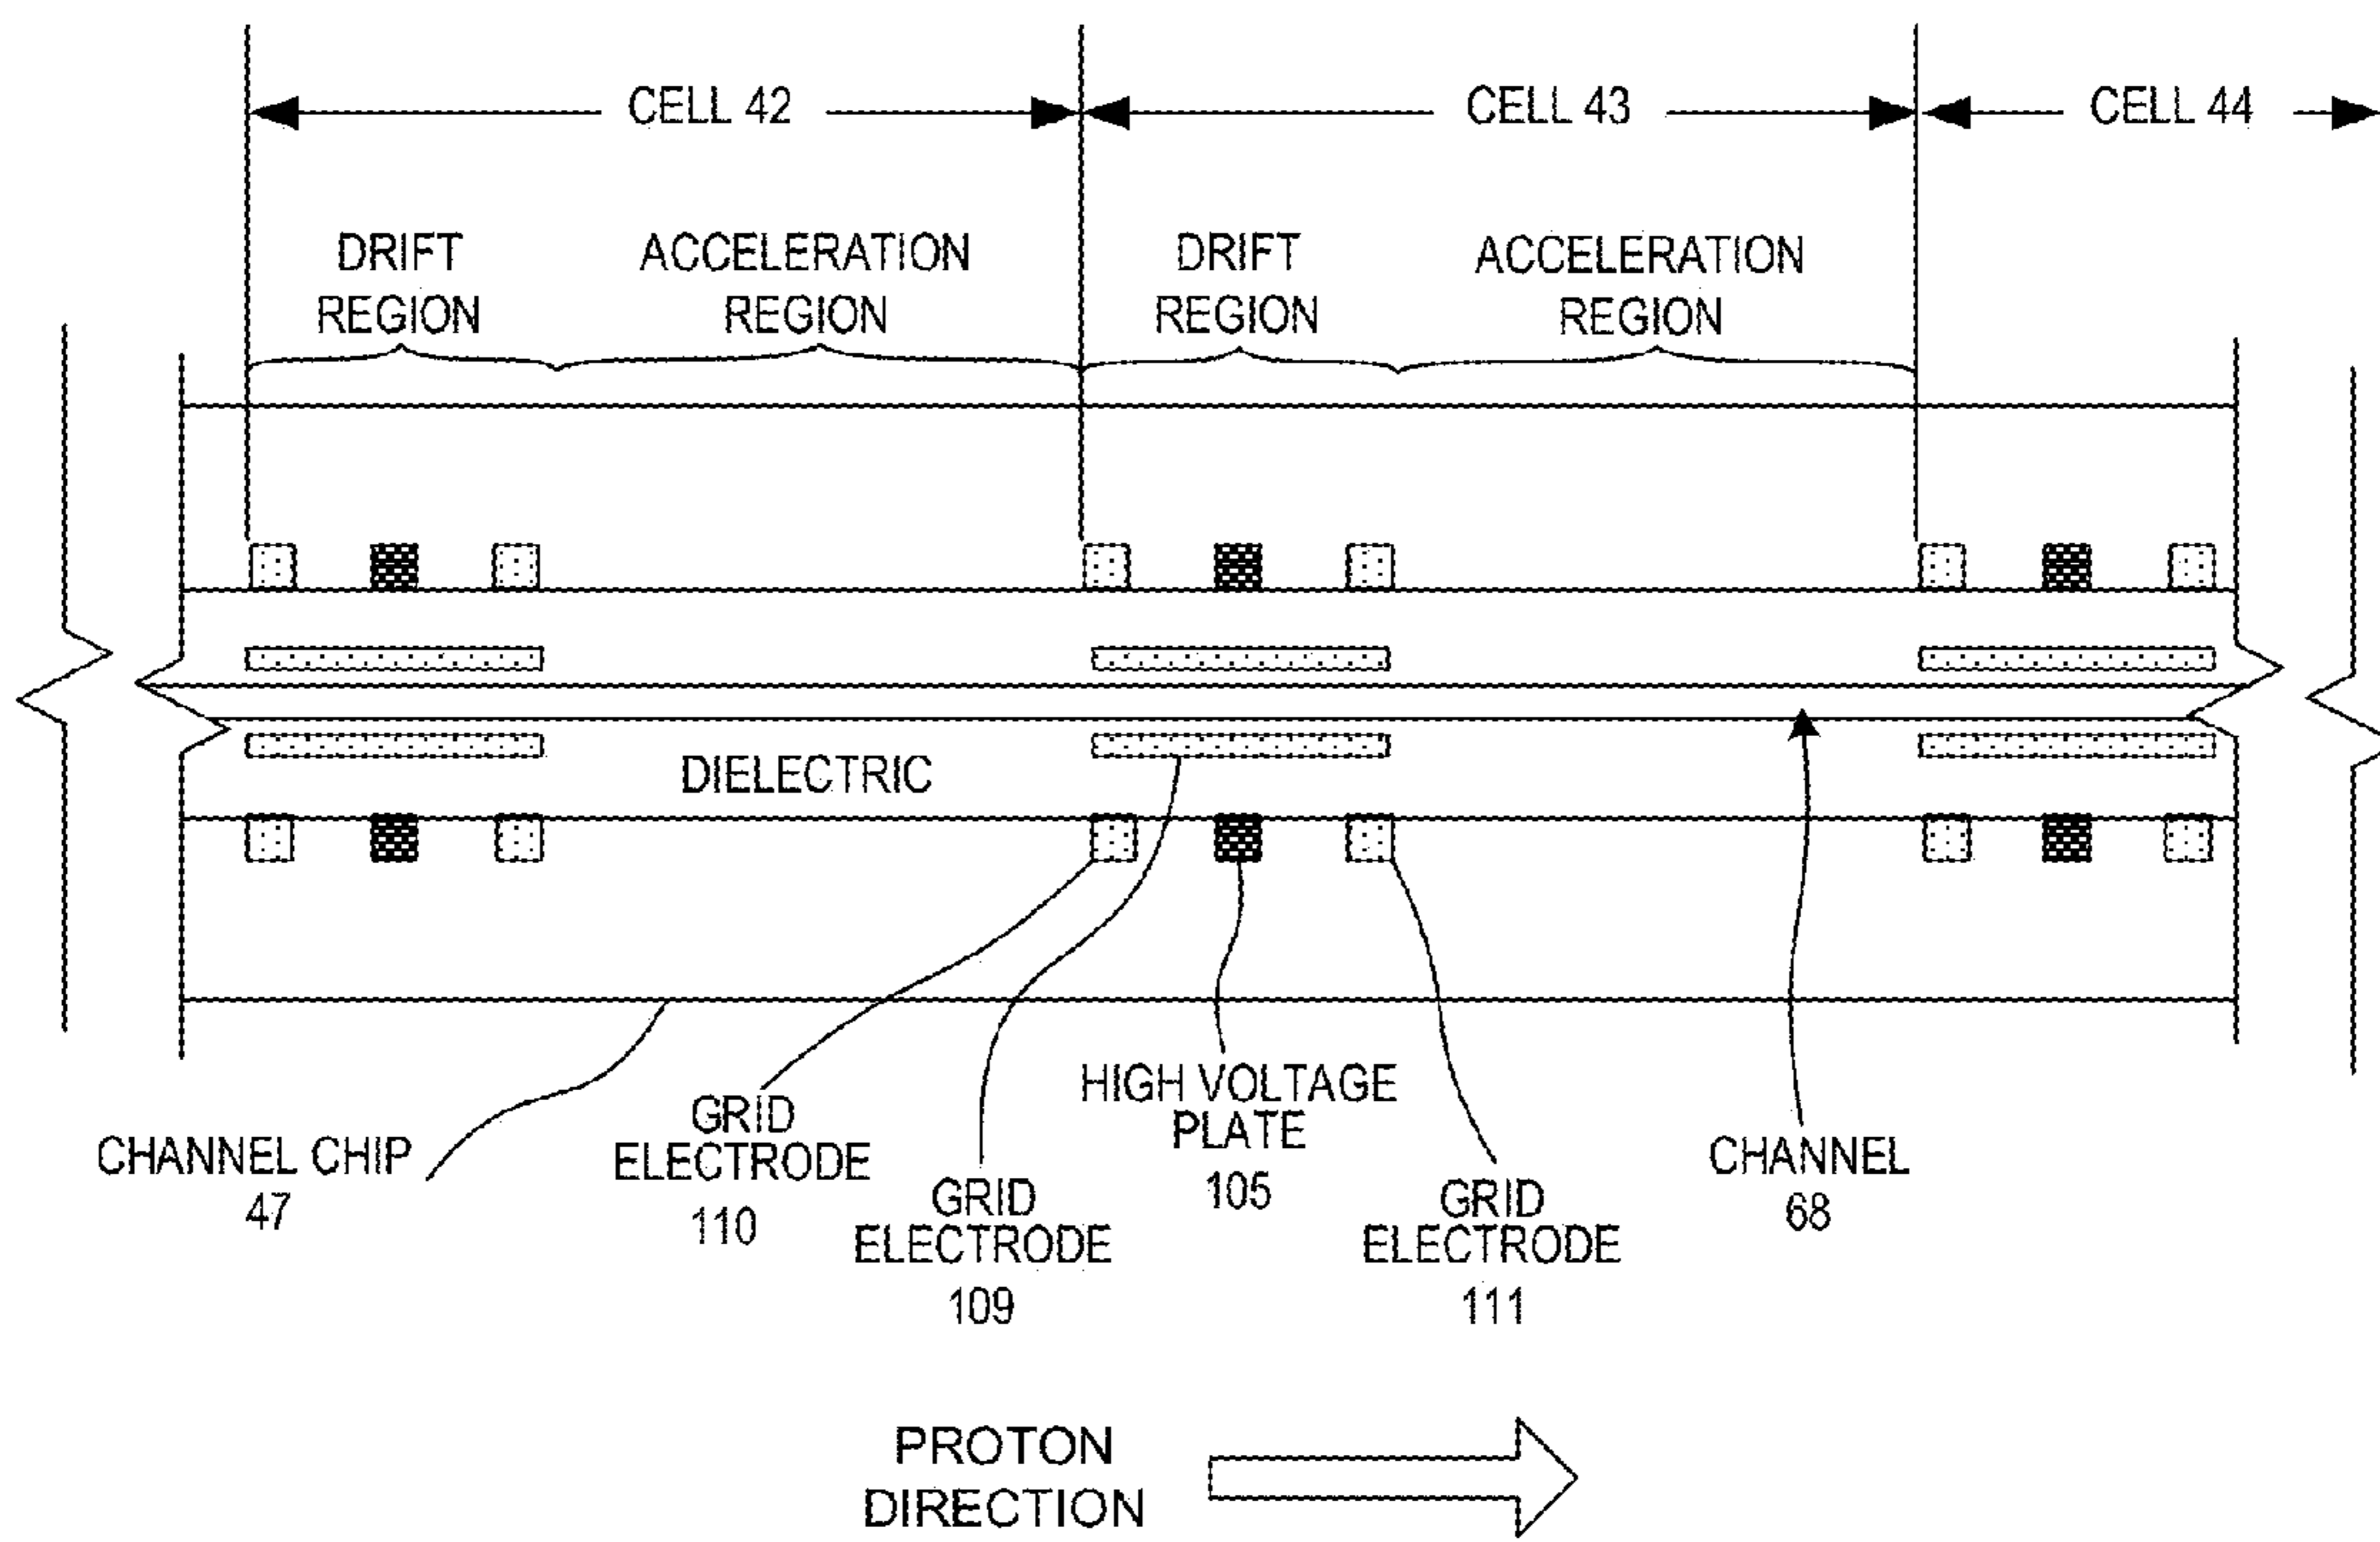 CELL 42
CELL 43
CELL 44
DRIFT
REGION
ACCELERATION
REGION
DRIFT
REGION
ACCELERATION
REGION
DIELECTRIC
CHANNEL CHIP
47
GRID
ELECTRODE
110
GRID
ELECTRODE
109
HIGH VOLTAGE
PLATE
105
GRID
ELECTRODE
111
CHANNEL
68
PROTON
DIRECTION